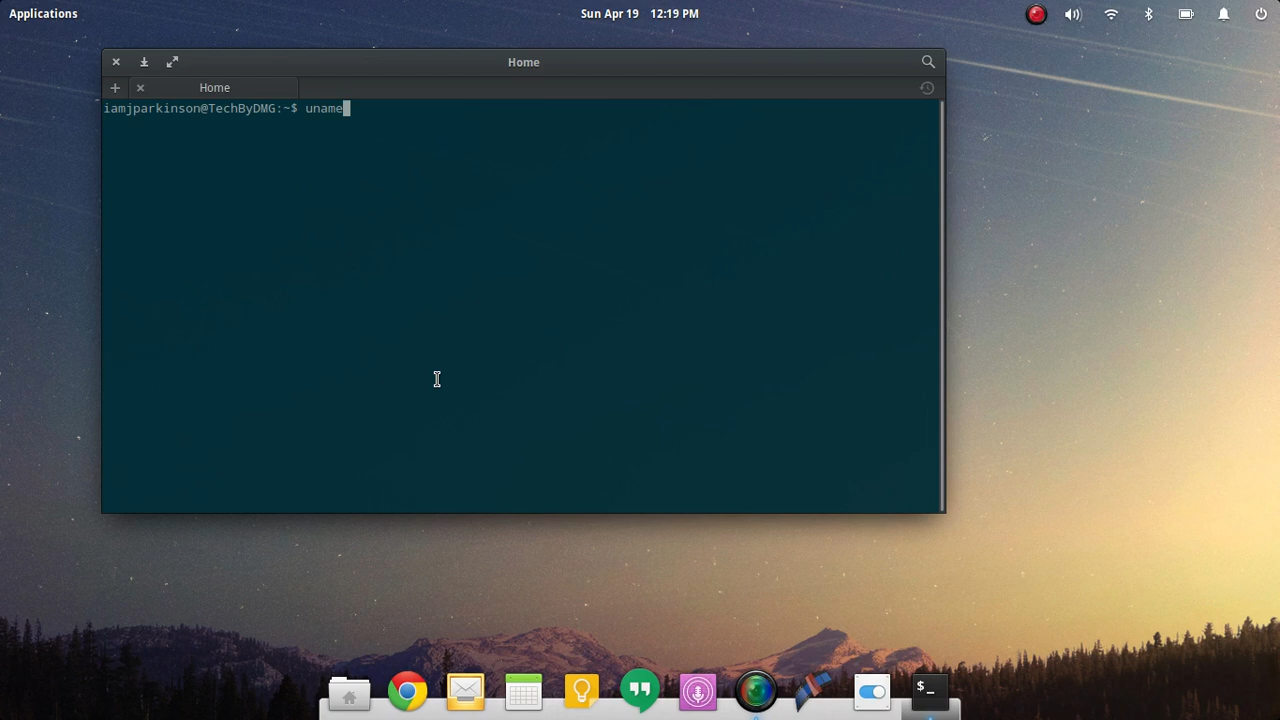 Applications
Sun Apr 19 12:19 PM
Home
Home
iamjparkinson@TechByDMG:~$ uname
$_